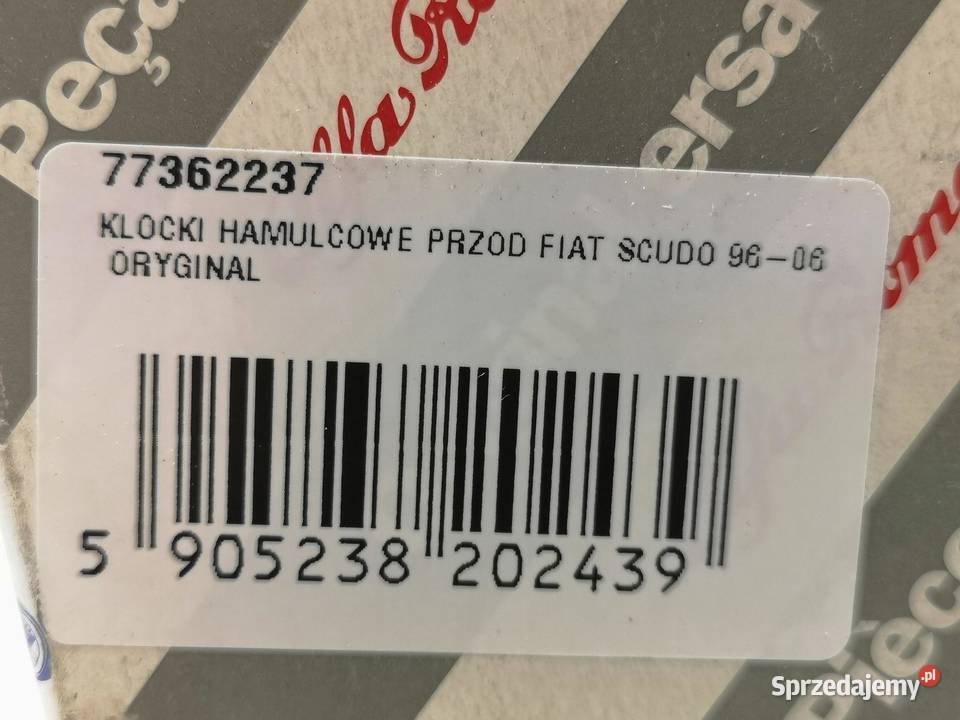 77362237
KLOCKI HAMULCOWE PRZOD FIAT SCUDO 96-06
ORYGINAL
5 905238 202439
Sprzedajemy.pl